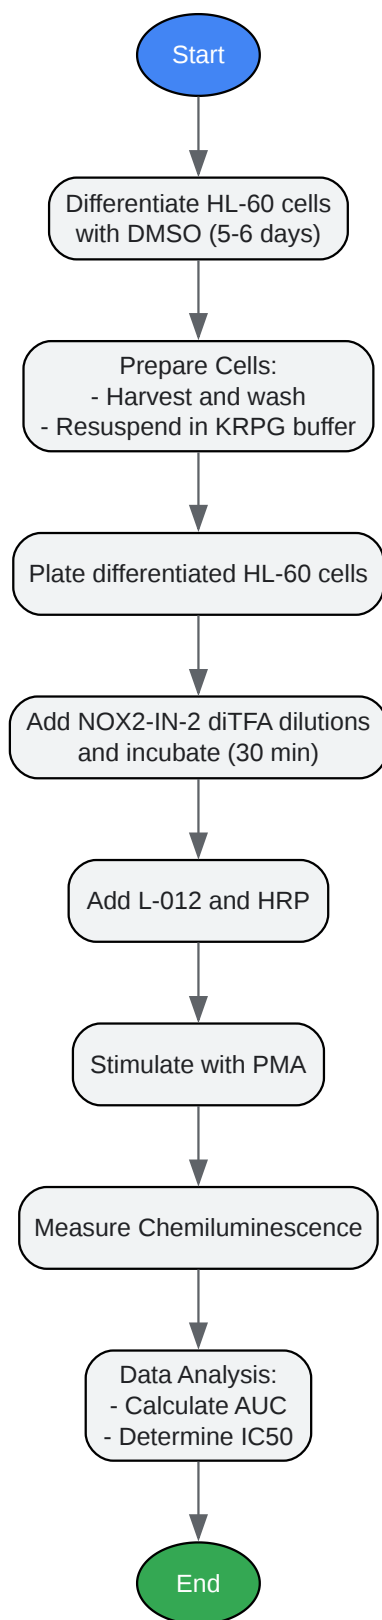 Start
Differentiate HL-60 cells
with DMSO (5-6 days)
Prepare Cells:
- Harvest and wash
- Resuspend in KRPG buffer
Plate differentiated HL-60 cells
Add NOX2-IN-2 diTFA dilutions
and incubate (30 min)
Add L-012 and HRP
Stimulate with PMA
Measure Chemiluminescence
Data Analysis:
- Calculate AUC
- Determine IC50
End